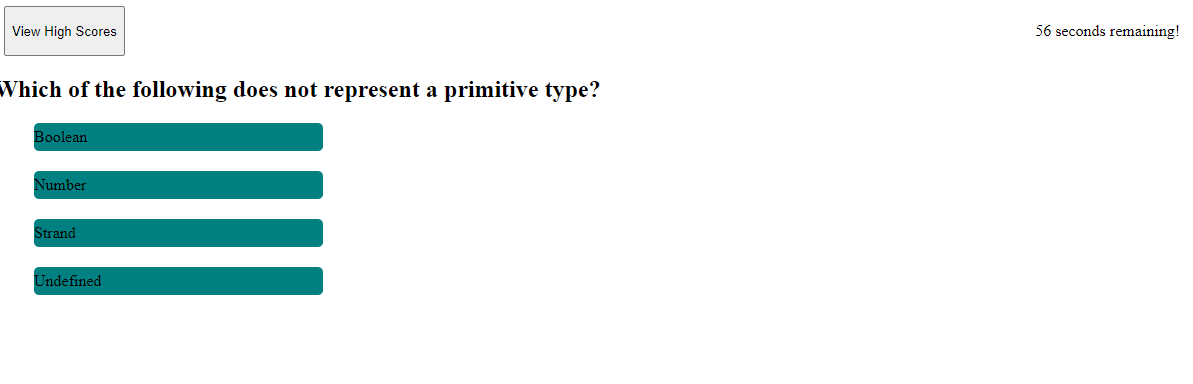 View High Scores
56 seconds remaining!
Which of the following does not represent a primitive type?
Boolean
Number
Strand
Undefined